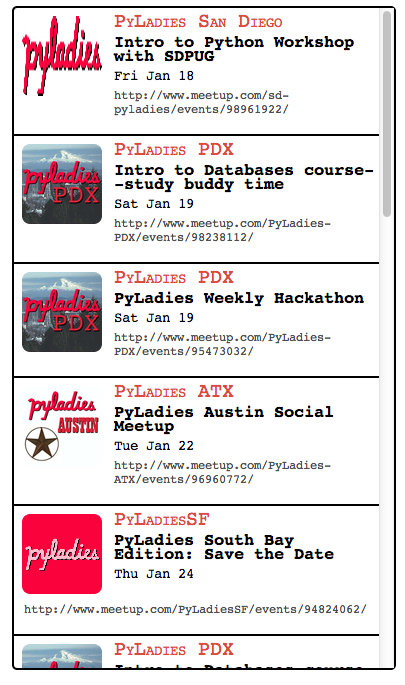 pyladies
PyLadies San Diego
Intro to Python Workshop
with SDPUG
Fri Jan 18
http://www.meetup.com/sd-
pyladies/events/98961922/
pyladies
PDX
PyLadies PDX
Intro to Databases course-
-study buddy time
Sat Jan 19
http://www.meetup.com/PyLadies-
PDX/events/98238112/
pyladies
PDX
PyLadies PDX
PyLadies Weekly Hackathon
Sat Jan 19
http://www.meetup.com/PyLadies-
PDX/events/95473032/
pyladies
AUSTIN
PyLadies ATX
PyLadies Austin Social
Meetup
Tue Jan 22
http://www.meetup.com/PyLadies-
ATX/events/96960772/
pyladies
PyLadiesSF
PyLadies South Bay
Edition: Save the Date
Thu Jan 24
http://www.meetup.com/PyLadiesSF/events/94824062/
PyLadies PDX
Intro to Databases course-